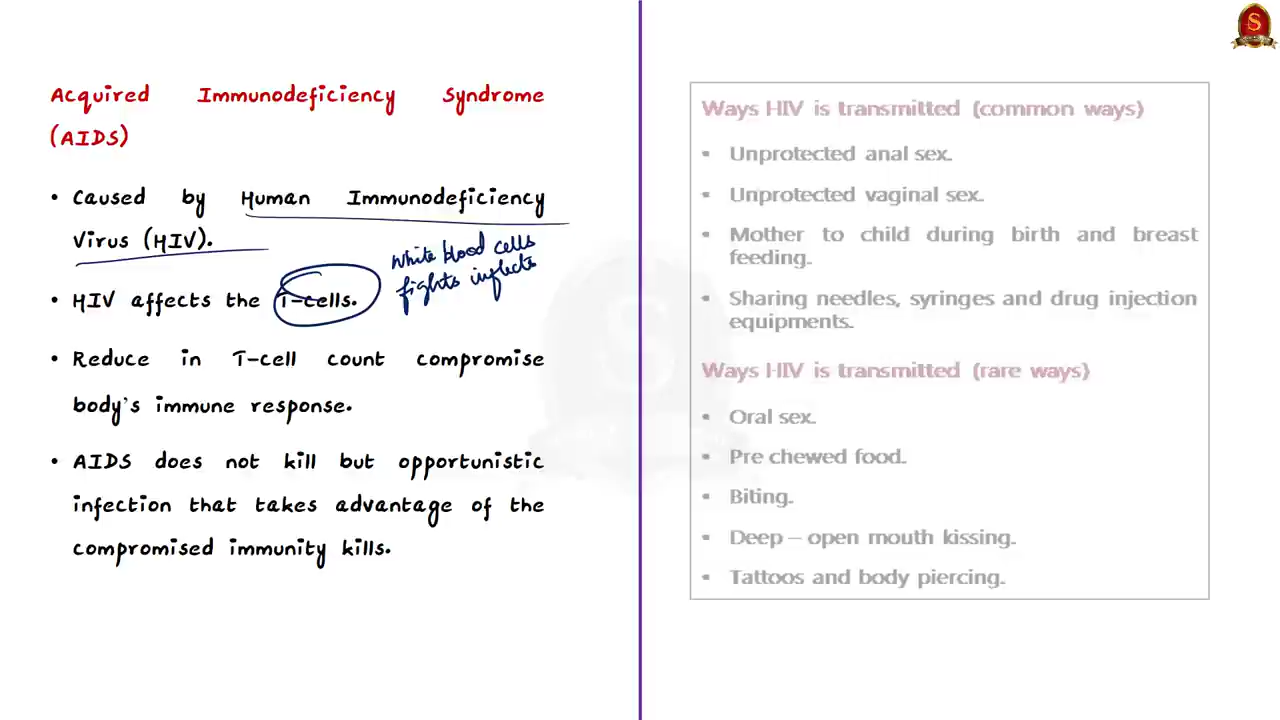 Acquired Immunodeficiency Syndrome
(AIDS)
• Caused by Human Immunodeficiency
Virus (HIV).
White blood cells
fights inflects
• HIV affects the T-cells.
• Reduce in T-cell count compromise
body's immune response.
• AIDS does not kill but opportunistic
infection that takes advantage of the
compromised immunity kills.
Ways HIV is transmitted (common ways)
• Unprotected anal sex.
• Unprotected vaginal sex.
• Mother to child during birth and breast
feeding.
• Sharing needles, syringes and drug injection
equipments.
Ways HIV is transmitted (rare ways)
• Oral sex.
• Pre chewed food.
• Biting.
• Deep – open mouth kissing.
• Tattoos and body piercing.
S